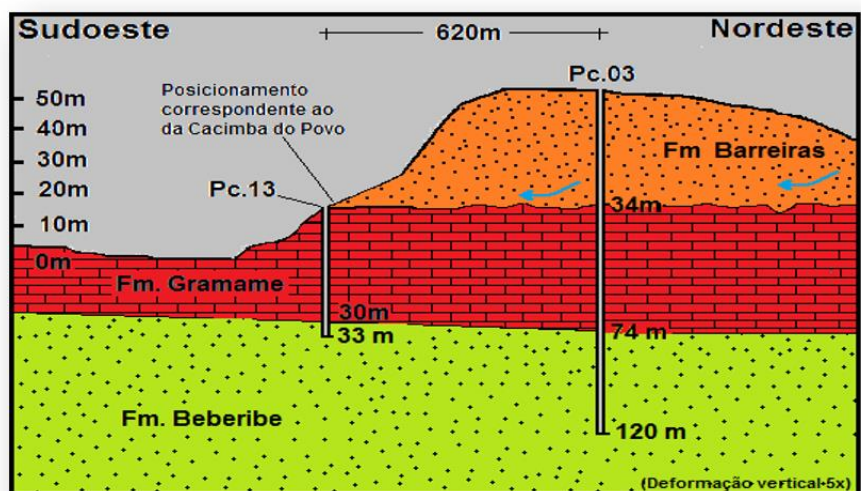 Sudoeste
620m
Nordeste
Pc.03
50m
40m
30m
20m
10m
0m
Posicionamento
correspondente ao
da Cacimba do Povo
Pc.13
Fm Barreiras
34m
Fm. Gramame
30m
33 m
74 m
Fm. Beberibe
120 m
(Deformação vertical·5x)